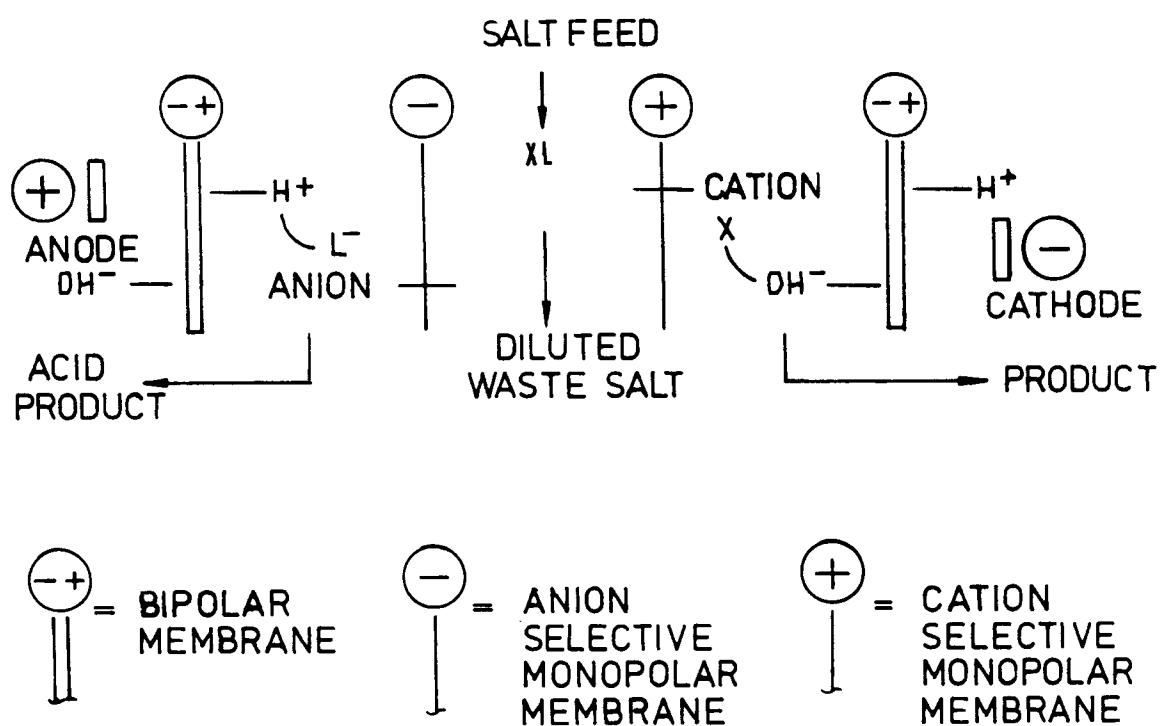 SALT FEED
-+
-
+
-+
XL
+
H+
CATION
H+
ANODE
L-
X
-
OH-
ANION
OH-
CATHODE
DILUTED
WASTE SALT
ACID
PRODUCT
PRODUCT
-+
= BIPOLAR
MEMBRANE
-
= ANION
SELECTIVE
MONOPOLAR
MEMBRANE
+
= CATION
SELECTIVE
MONOPOLAR
MEMBRANE